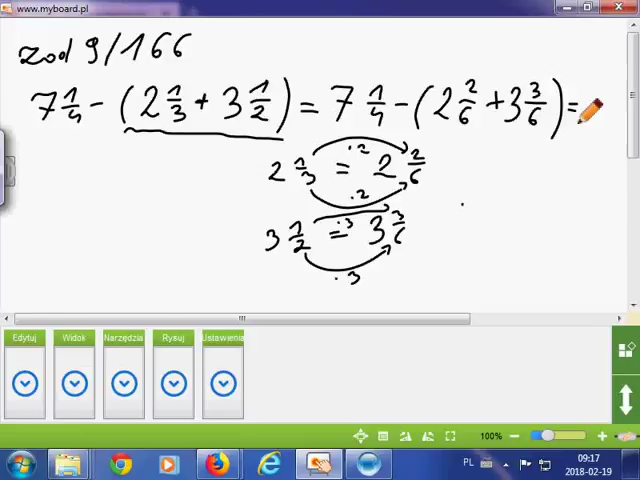 www.myboard.pl
zad 9/166
7 1/4 - (2 1/3 + 3 1/2) = 7 1/4 - (2 2/6 + 3 3/6) =
·2
2 1/3 = 2 2/6
·2
·3
3 1/2 = 3 3/6
·3
Edytuj Widok Narzędzia Rysuj Ustawienia
100%
PL 09:17
2018-02-19